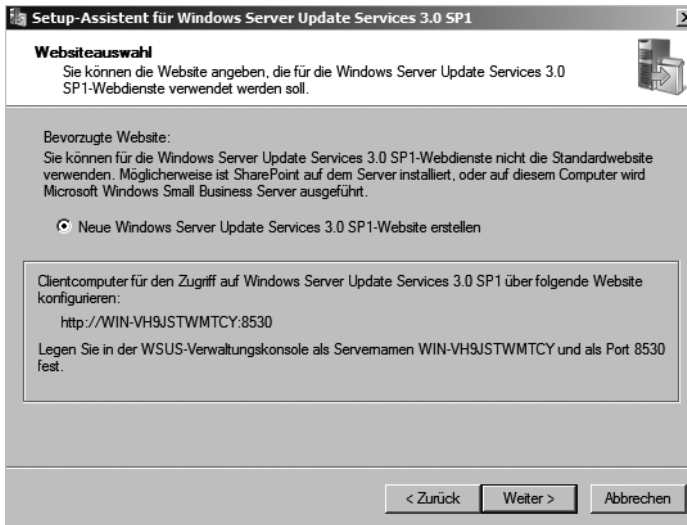 Setup-Assistent für Windows Server Update Services 3.0 SP1
Websiteauswahl
Sie können die Website angeben, die für die Windows Server Update Services 3.0
SP1-Webdienste verwendet werden soll.
Bevorzugte Website:
Sie können für die Windows Server Update Services 3.0 SP1-Webdienste nicht die Standardwebsite
verwenden. Möglicherweise ist SharePoint auf dem Server installiert, oder auf diesem Computer wird
Microsoft Windows Small Business Server ausgeführt.
Neue Windows Server Update Services 3.0 SP1-Website erstellen
Clientcomputer für den Zugriff auf Windows Server Update Services 3.0 SP1 über folgende Website
konfigurieren:
http://WIN-VH9JSTWMTCY:8530
Legen Sie in der WSUS-Verwaltungskonsole als Servernamen WIN-VH9JSTWMTCY und als Port 8530
fest.
< Zurück
Weiter >
Abbrechen